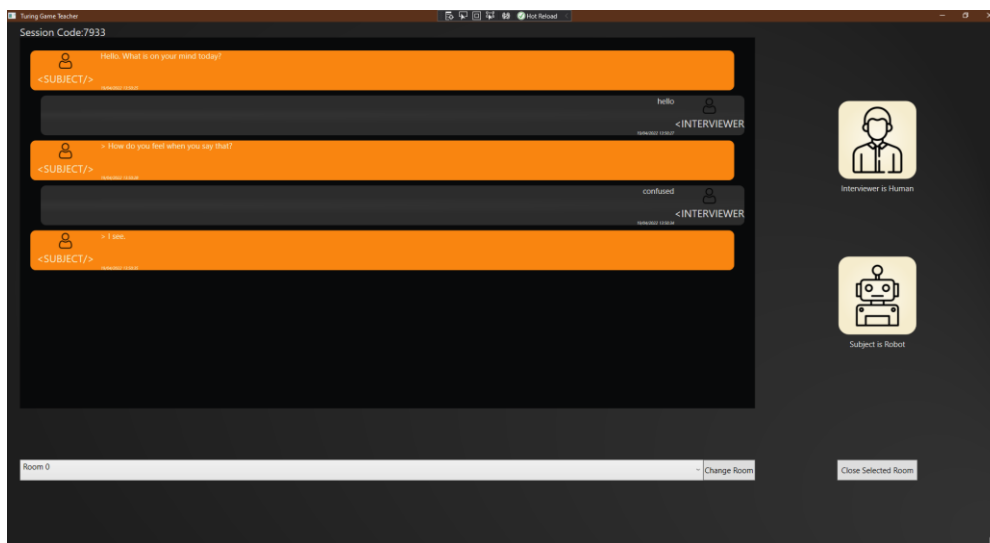 Turing Game Teacher
Hot Reload
Session Code:7933
Hello. What is on your mind today?
<SUBJECT/>
hello
<INTERVIEWER
> How do you feel when you say that?
<SUBJECT/>
confused
<INTERVIEWER
> I see.
<SUBJECT/>
Interviewer is Human
Subject is Robot
Room 0
Change Room
Close Selected Room